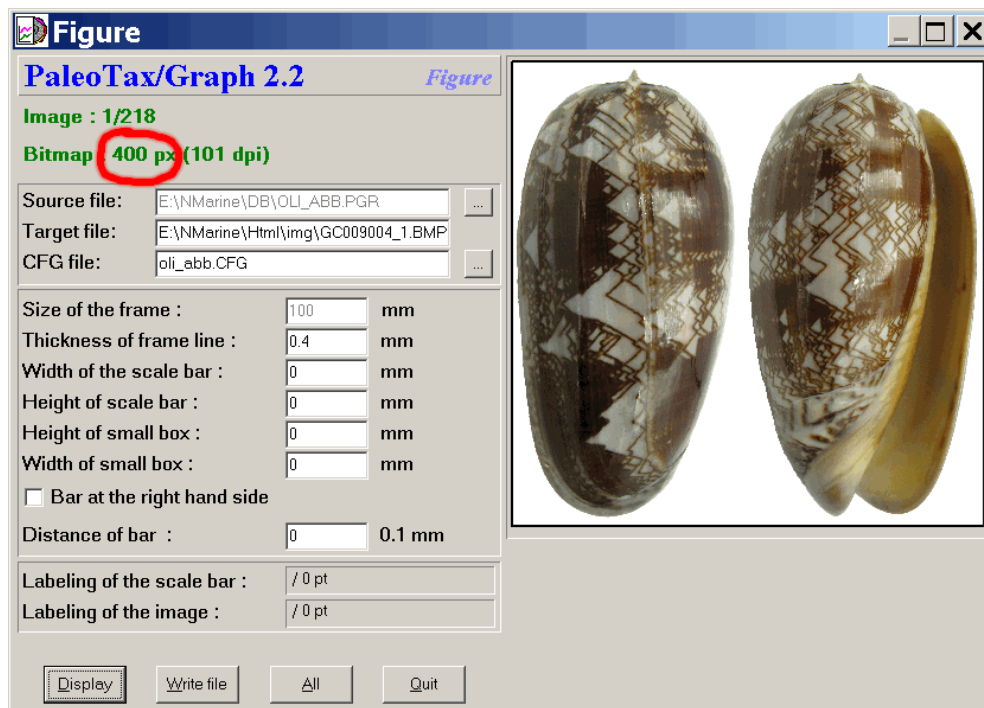 Figure
PaleoTax/Graph 2.2 Figure
Image : 1/218
Bitmap : 400 px (101 dpi)
Source file: E:\NMarine\DB\OLI_ABB.PGR ...
Target file: E:\NMarine\Html\img\GC009004_1.BMP
CFG file: oli_abb.CFG ...
Size of the frame : 100 mm
Thickness of frame line : 0.4 mm
Width of the scale bar : 0 mm
Height of scale bar : 0 mm
Height of small box : 0 mm
Width of small box : 0 mm
Bar at the right hand side
Distance of bar : 0 0.1 mm
Labeling of the scale bar : / 0 pt
Labeling of the image : / 0 pt
Display Write file All Quit